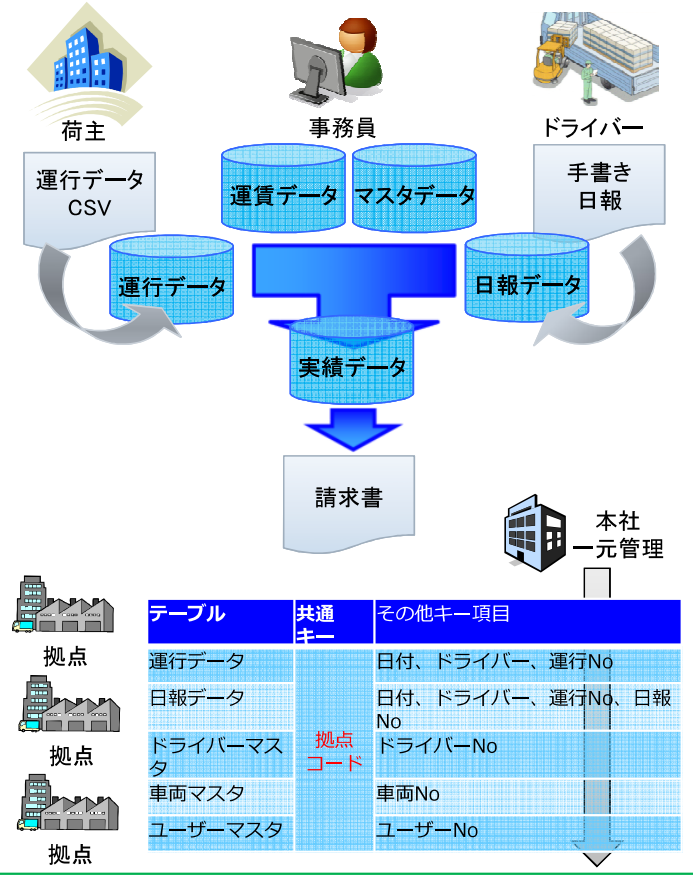 荷主
事務員
ドライバー
運行データ
CSV
運賃データ
マスタデータ
手書き
日報
運行データ
日報データ
実績データ
請求書
本社
一元管理
拠点
拠点
拠点
テーブル
共通
キー
その他キー項目
運行データ
日付、ドライバー、運行No
日報データ
日付、ドライバー、運行No、日報
No
拠点
コード
ドライバーマス
タ
ドライバーNo
車両マスタ
車両No
ユーザーマスタ
ユーザーNo